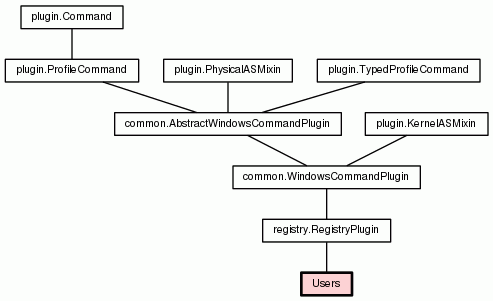 plugin.Command
plugin.ProfileCommand
plugin.PhysicalASMixin
plugin.TypedProfileCommand
common.AbstractWindowsCommandPlugin
plugin.KernelASMixin
common.WindowsCommandPlugin
registry.RegistryPlugin
Users